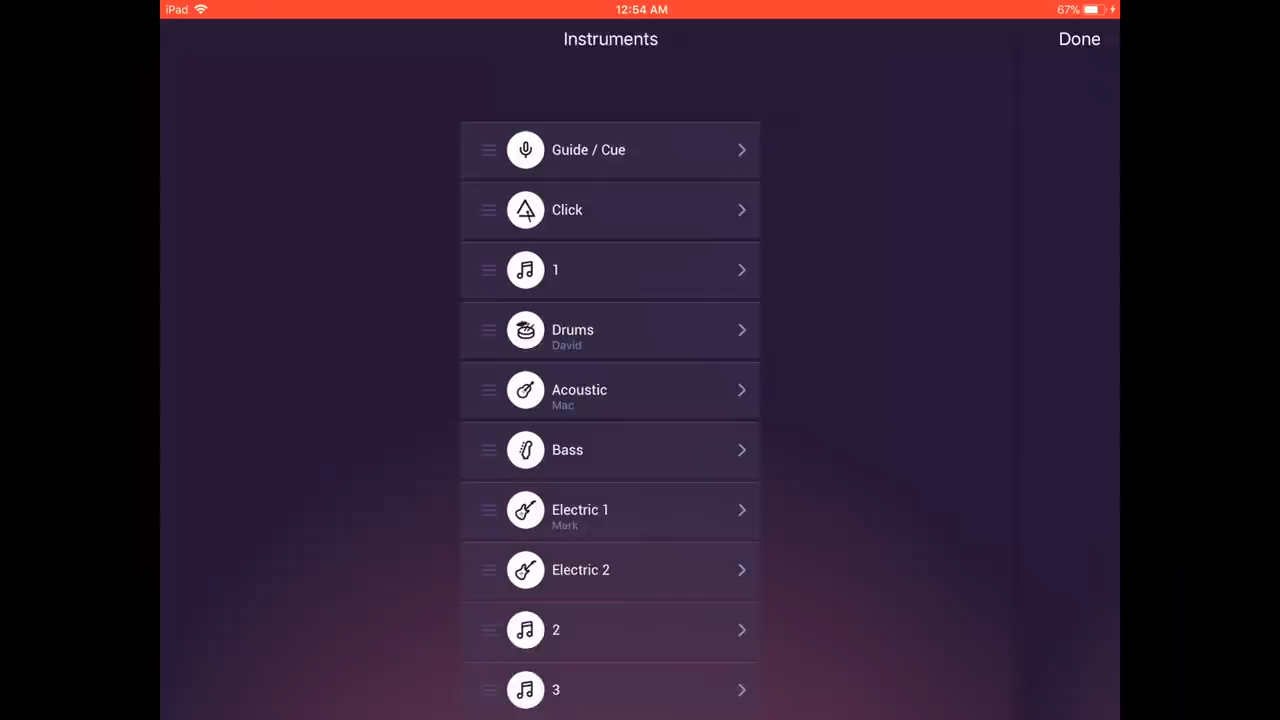 iPad
12:54 AM
67%
Instruments
Done
Guide / Cue
Click
1
Drums
David
Acoustic
Mac
Bass
Electric 1
Mark
Electric 2
2
3